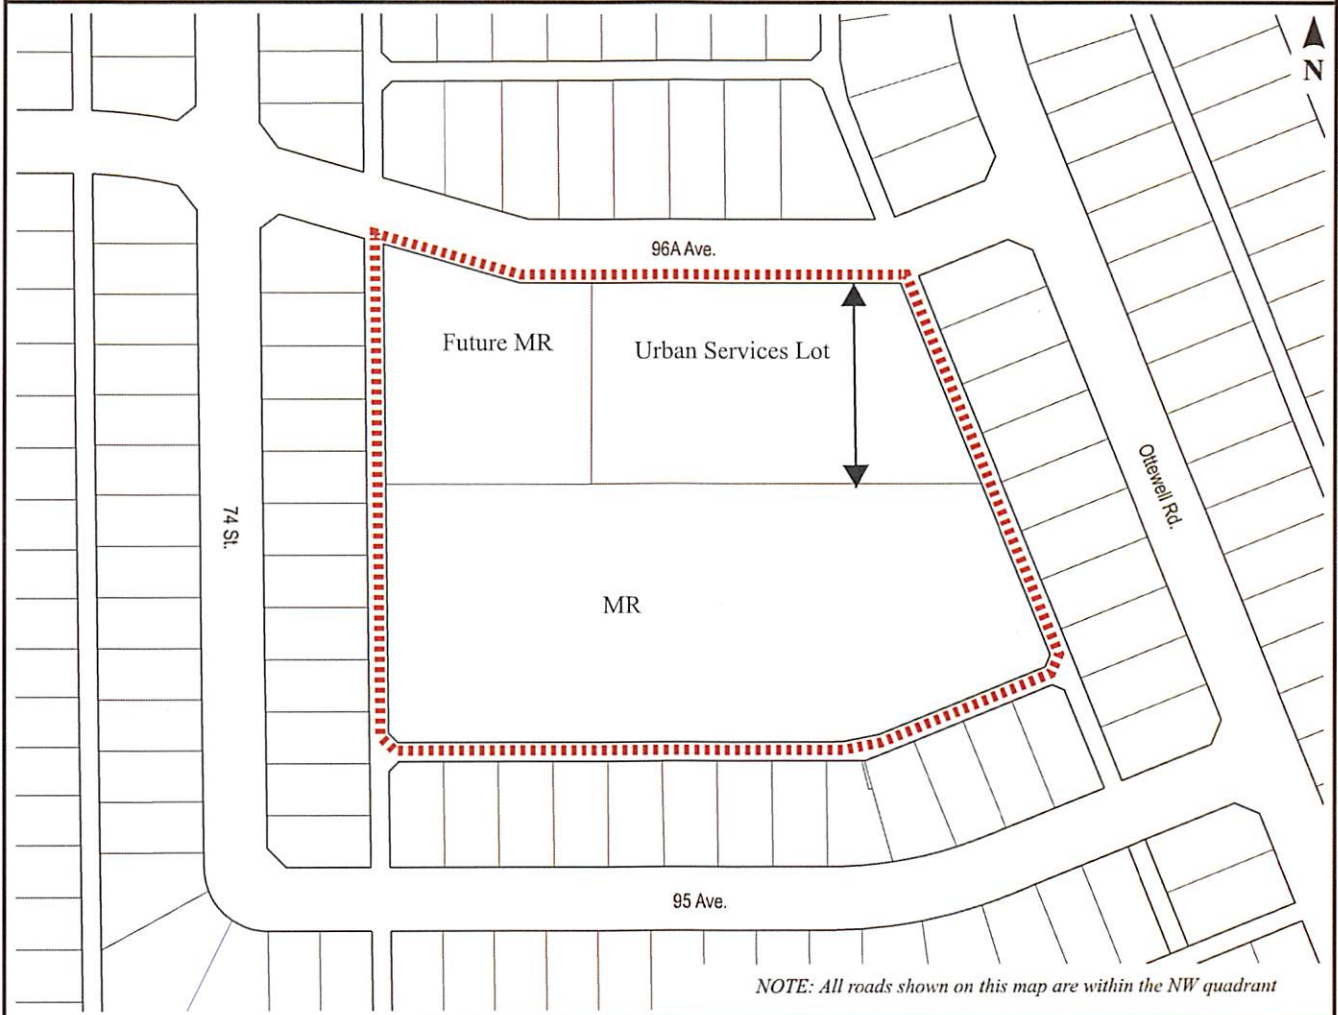 N
96A Ave.
Future MR
Urban Services Lot
Ottewell Rd.
74 St.
MR
95 Ave.
NOTE: All roads shown on this map are within the NW quadrant